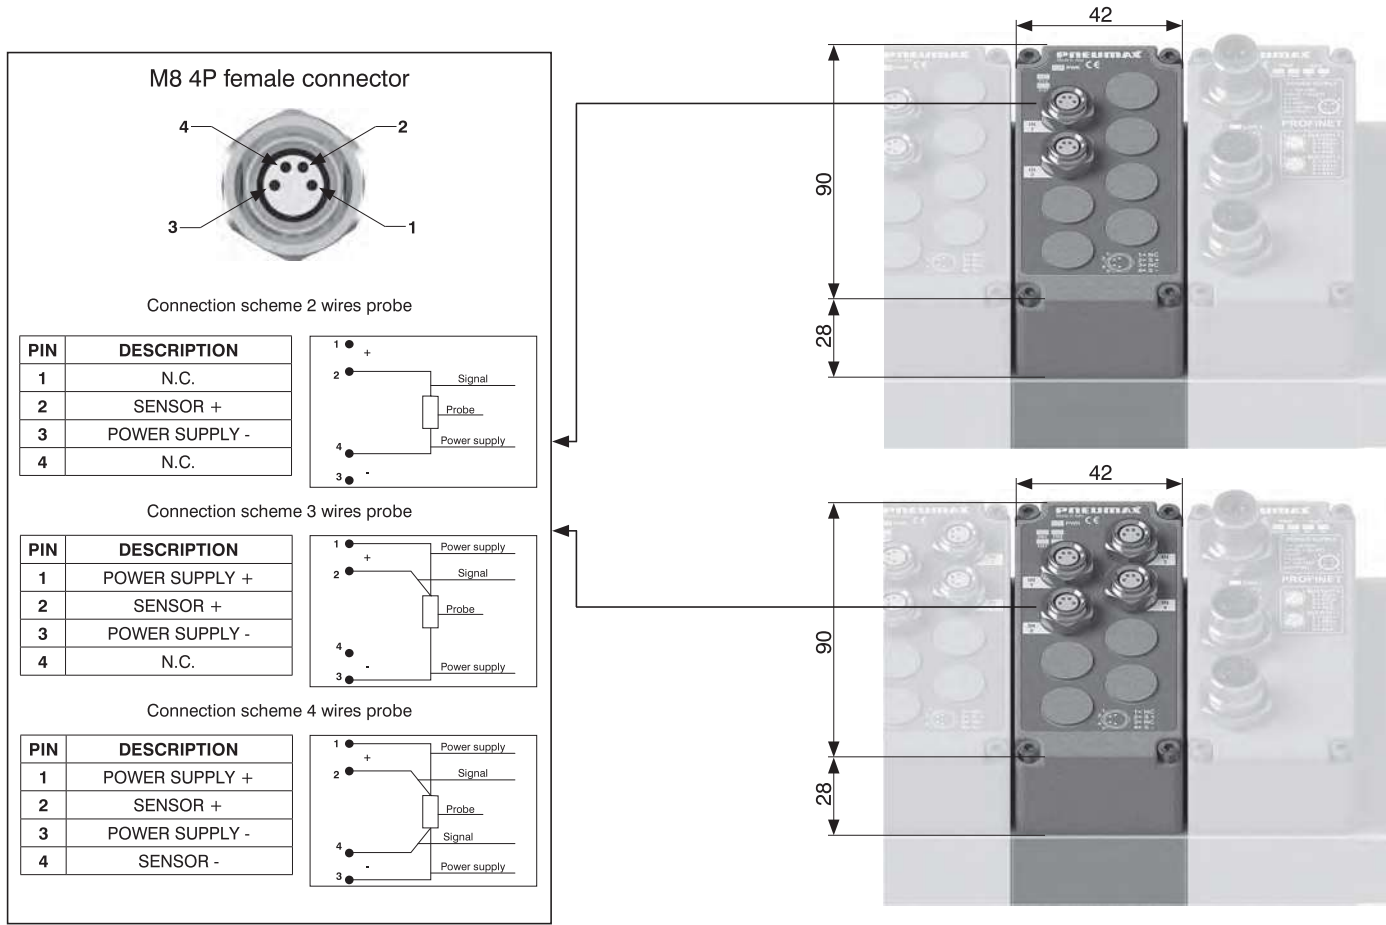 M8 4P female connector
4
2
3
1
Connection scheme 2 wires probe
PIN DESCRIPTION
1 N.C.
2 SENSOR +
3 POWER SUPPLY -
4 N.C.
1
+
2
Signal
Probe
4
Power supply
3
-
Connection scheme 3 wires probe
PIN DESCRIPTION
1 POWER SUPPLY +
2 SENSOR +
3 POWER SUPPLY -
4 N.C.
1
Power supply
+
2
Signal
Probe
4
-
Power supply
3
Connection scheme 4 wires probe
PIN DESCRIPTION
1 POWER SUPPLY +
2 SENSOR +
3 POWER SUPPLY -
4 SENSOR -
1
Power supply
+
2
Signal
Probe
Signal
4
-
Power supply
3
42
90
28
PNEUMAX
PWR CE
PROFINET
42
90
28
PNEUMAX
PWR CE
PROFINET